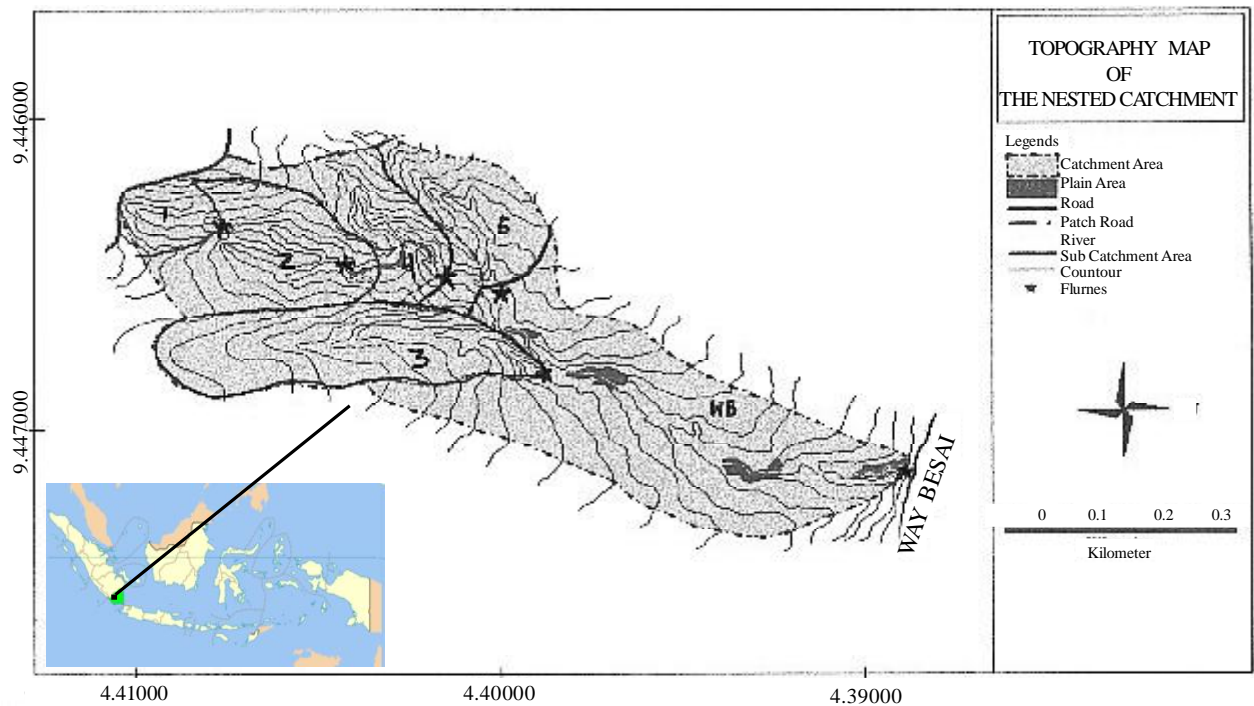 TOPOGRAPHY MAP
OF
THE NESTED CATCHMENT
Legends
Catchment Area
Plain Area
Road
Patch Road
River
Sub Catchment Area
Countour
Flurnes
0 0.1 0.2 0.3
Kilometer
9.446000
9.447000
4.41000 4.40000 4.39000
1
2
3
4
WB
WAY BESAI